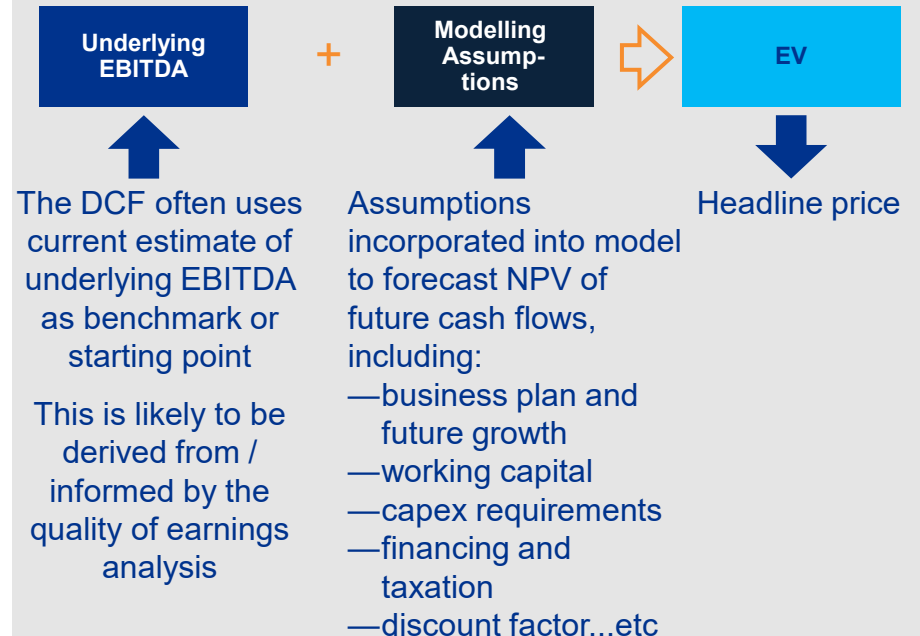 Underlying
EBITDA
+
Modelling
Assump-
tions
EV
The DCF often uses
current estimate of
underlying EBITDA
as benchmark or
starting point
This is likely to be
derived from /
informed by the
quality of earnings
analysis
Assumptions
incorporated into model
to forecast NPV of
future cash flows,
including:
—business plan and
future growth
—working capital
—capex requirements
—financing and
taxation
—discount factor...etc
Headline price